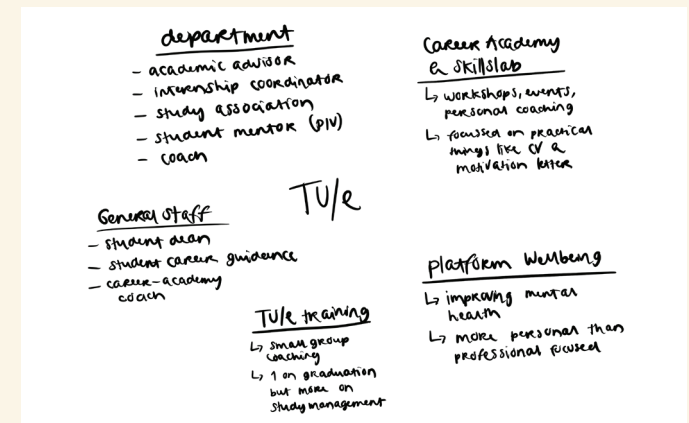 department
- academic advisor
- internship coordinator
- study association
- student mentor (PIV)
- coach
Career Academy
& Skillslab
↳ workshops, events,
personal coaching
↳ focussed on practical
things like CV &
motivation letter
TU/e
General Staff
- student dean
- student career guidance
- career-academy
coach
TU/e training
↳ small group
coaching
↳ 1 on graduation
but more on
study management
platform Wellbeing
↳ improving mental
health
↳ more personal than
professional focused